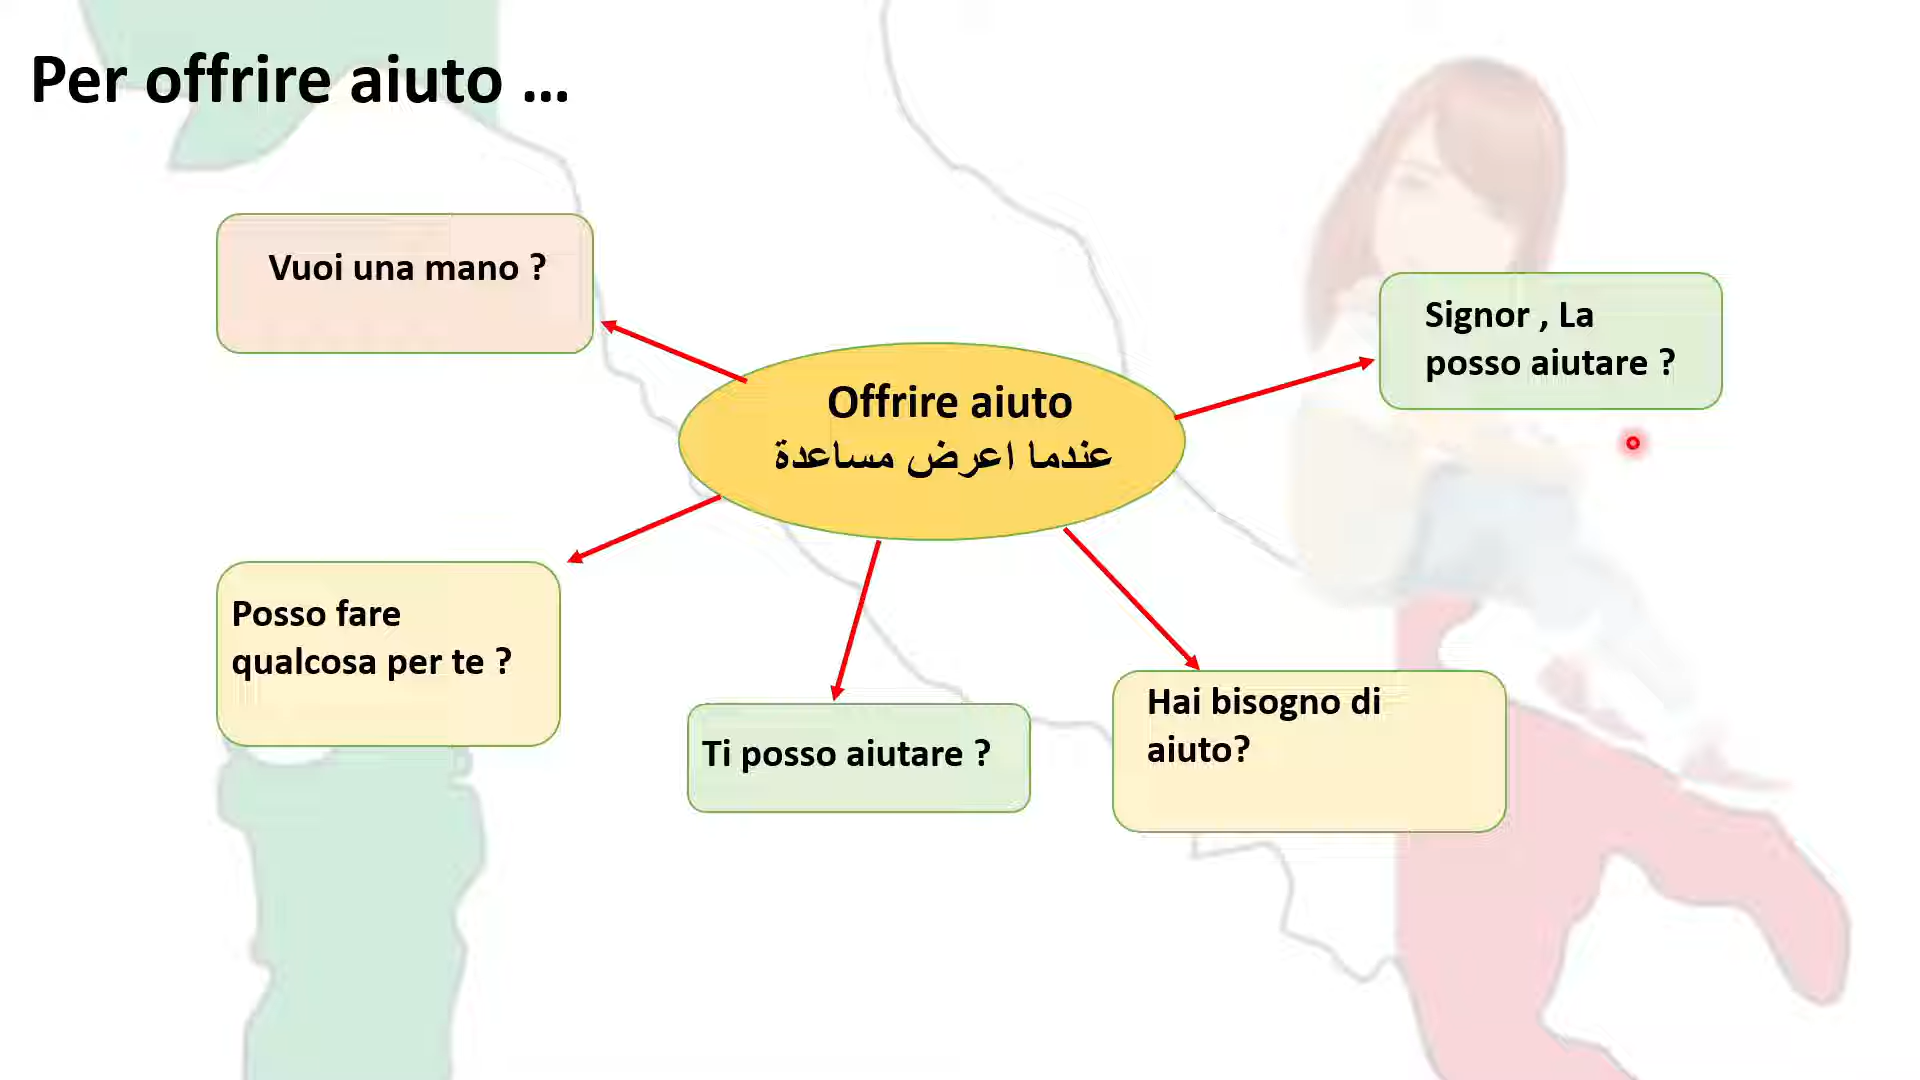 Per offrire aiuto ...
Vuoi una mano ?
Signor , La
posso aiutare ?
Offrire aiuto
عندما اعرض مساعدة
Posso fare
qualcosa per te ?
Ti posso aiutare ?
Hai bisogno di
aiuto?